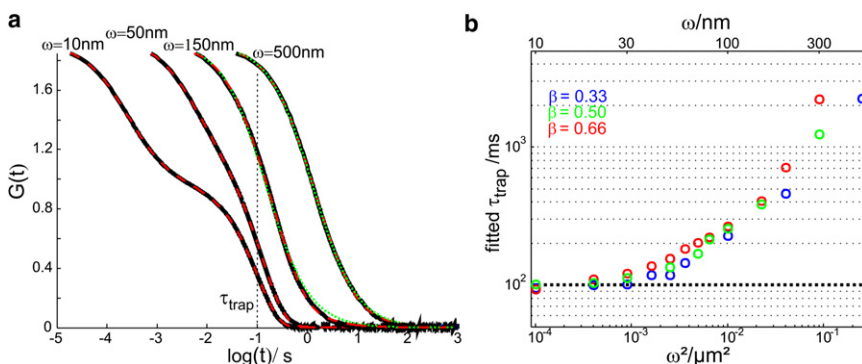 a
ω=10nm
ω=50nm
ω=150nm
ω=500nm
1.6
1.2
0.8
0.4
0
G(t)
τtrap
-5 -4 -3 -2 -1 0 1 2 3
log(t)/ s
b
ω/nm
10 30 100 300
β = 0.33
β = 0.50
β = 0.66
fitted τtrap /ms
10³
10²
10⁻⁴ 10⁻³ 10⁻² 10⁻¹
ω²/μm²